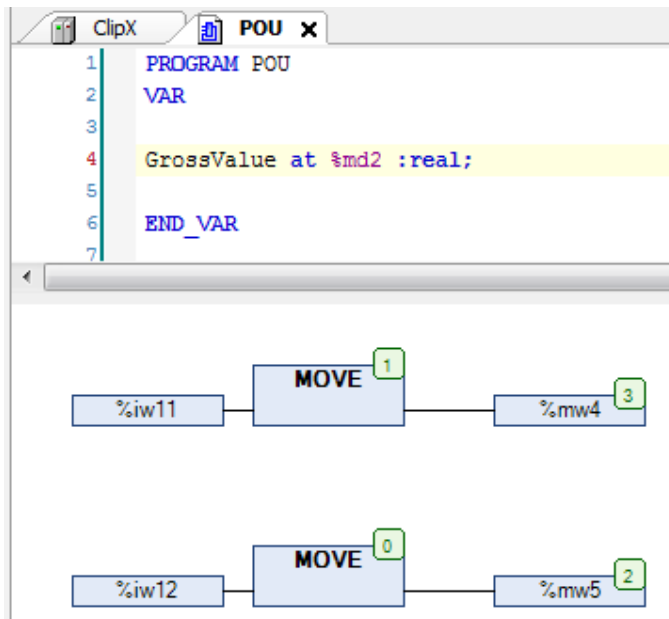 ClipX POU x
1 PROGRAM POU
2 VAR
3
4 GrossValue at %md2 :real;
5
6 END_VAR
7
MOVE 1
%iw11 %mw4 3
MOVE 0
%iw12 %mw5 2